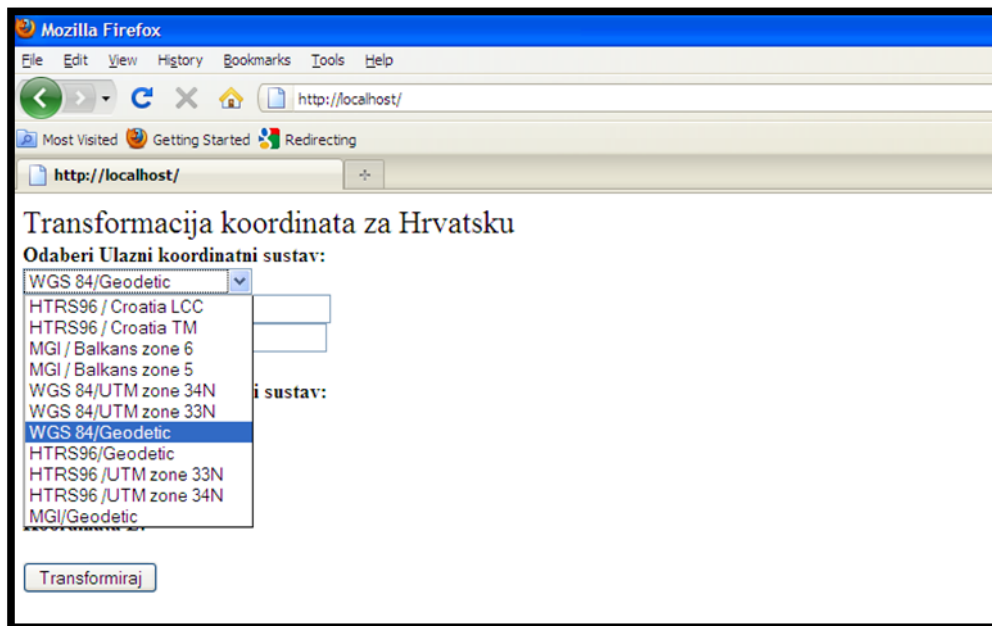 Mozilla Firefox
File Edit View History Bookmarks Tools Help
http://localhost/
Most Visited Getting Started Redirecting
http://localhost/
Transformacija koordinata za Hrvatsku
Odaberi Ulazni koordinatni sustav:
WGS 84/Geodetic
HTRS96 / Croatia LCC
HTRS96 / Croatia TM
MGI / Balkans zone 6
MGI / Balkans zone 5
WGS 84/UTM zone 34N
i sustav:
WGS 84/UTM zone 33N
WGS 84/Geodetic
HTRS96/Geodetic
HTRS96 /UTM zone 33N
HTRS96 /UTM zone 34N
MGI/Geodetic
Transformiraj